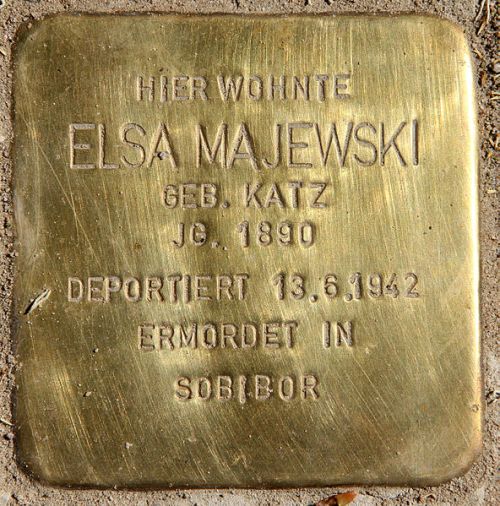 HIER WOHNTE
ELSA MAJEWSKI
GEB. KATZ
JG. 1890
DEPORTIERT 13.6.1942
ERMORDET IN
SOBIBOR